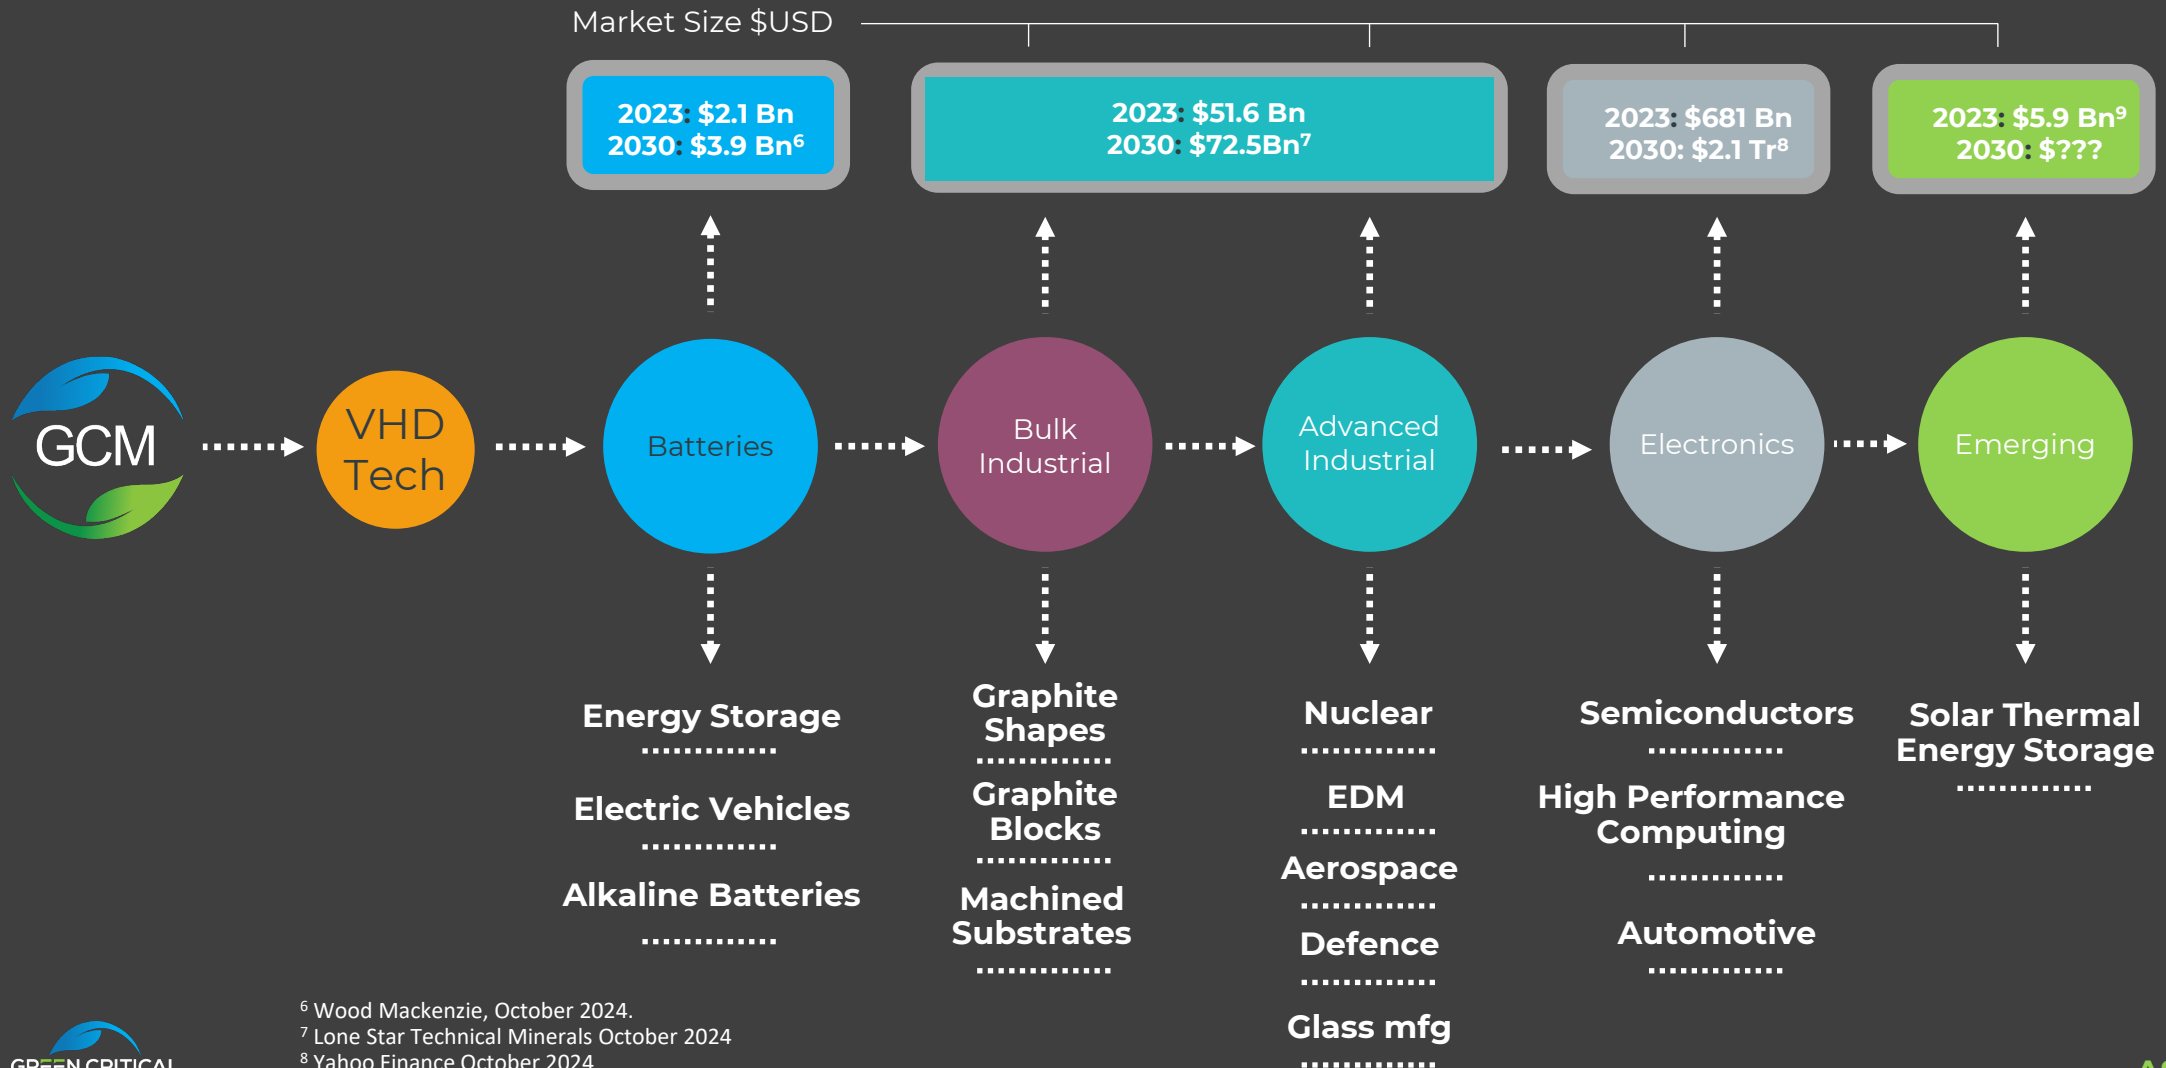 Market Size $USD
2023: $2.1 Bn
2030: $3.9 Bn⁶
2023: $51.6 Bn
2030: $72.5Bn⁷
2023: $681 Bn
2030: $2.1 Tr⁸
2023: $5.9 Bn⁹
2030: $???
GCM
VHD
Tech
Batteries
Bulk
Industrial
Advanced
Industrial
Electronics
Emerging
Energy Storage
Electric Vehicles
Alkaline Batteries
Graphite
Shapes
Graphite
Blocks
Machined
Substrates
Nuclear
EDM
Aerospace
Defence
Glass mfg
Semiconductors
High Performance
Computing
Automotive
Solar Thermal
Energy Storage
⁶ Wood Mackenzie, October 2024.
⁷ Lone Star Technical Minerals October 2024
⁸ Yahoo Finance October 2024
GREEN CRITICAL